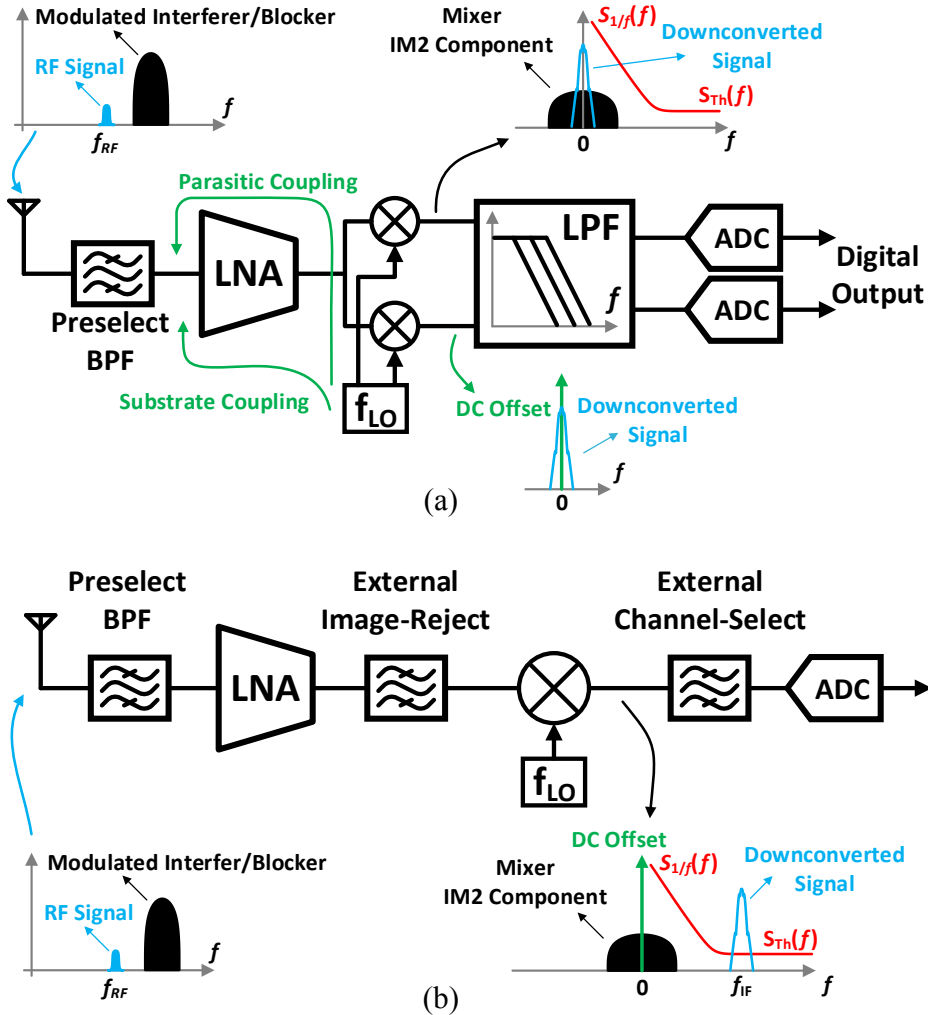 Modulated Interferer/Blocker
RF Signal
f
fRF
Mixer
IM2 Component
S1/f(f)
Downconverted
Signal
STh(f)
f
0
Parasitic Coupling
LNA
Preselect
BPF
Substrate Coupling
fLO
LPF
f
ADC
ADC
Digital
Output
DC Offset
Downconverted
Signal
f
0
(a)
Preselect
BPF
External
Image-Reject
External
Channel-Select
LNA
ADC
fLO
Modulated Interfer/Blocker
RF Signal
f
fRF
DC Offset
Mixer
IM2 Component
S1/f(f)
Downconverted
Signal
STh(f)
0
fIF
f
(b)